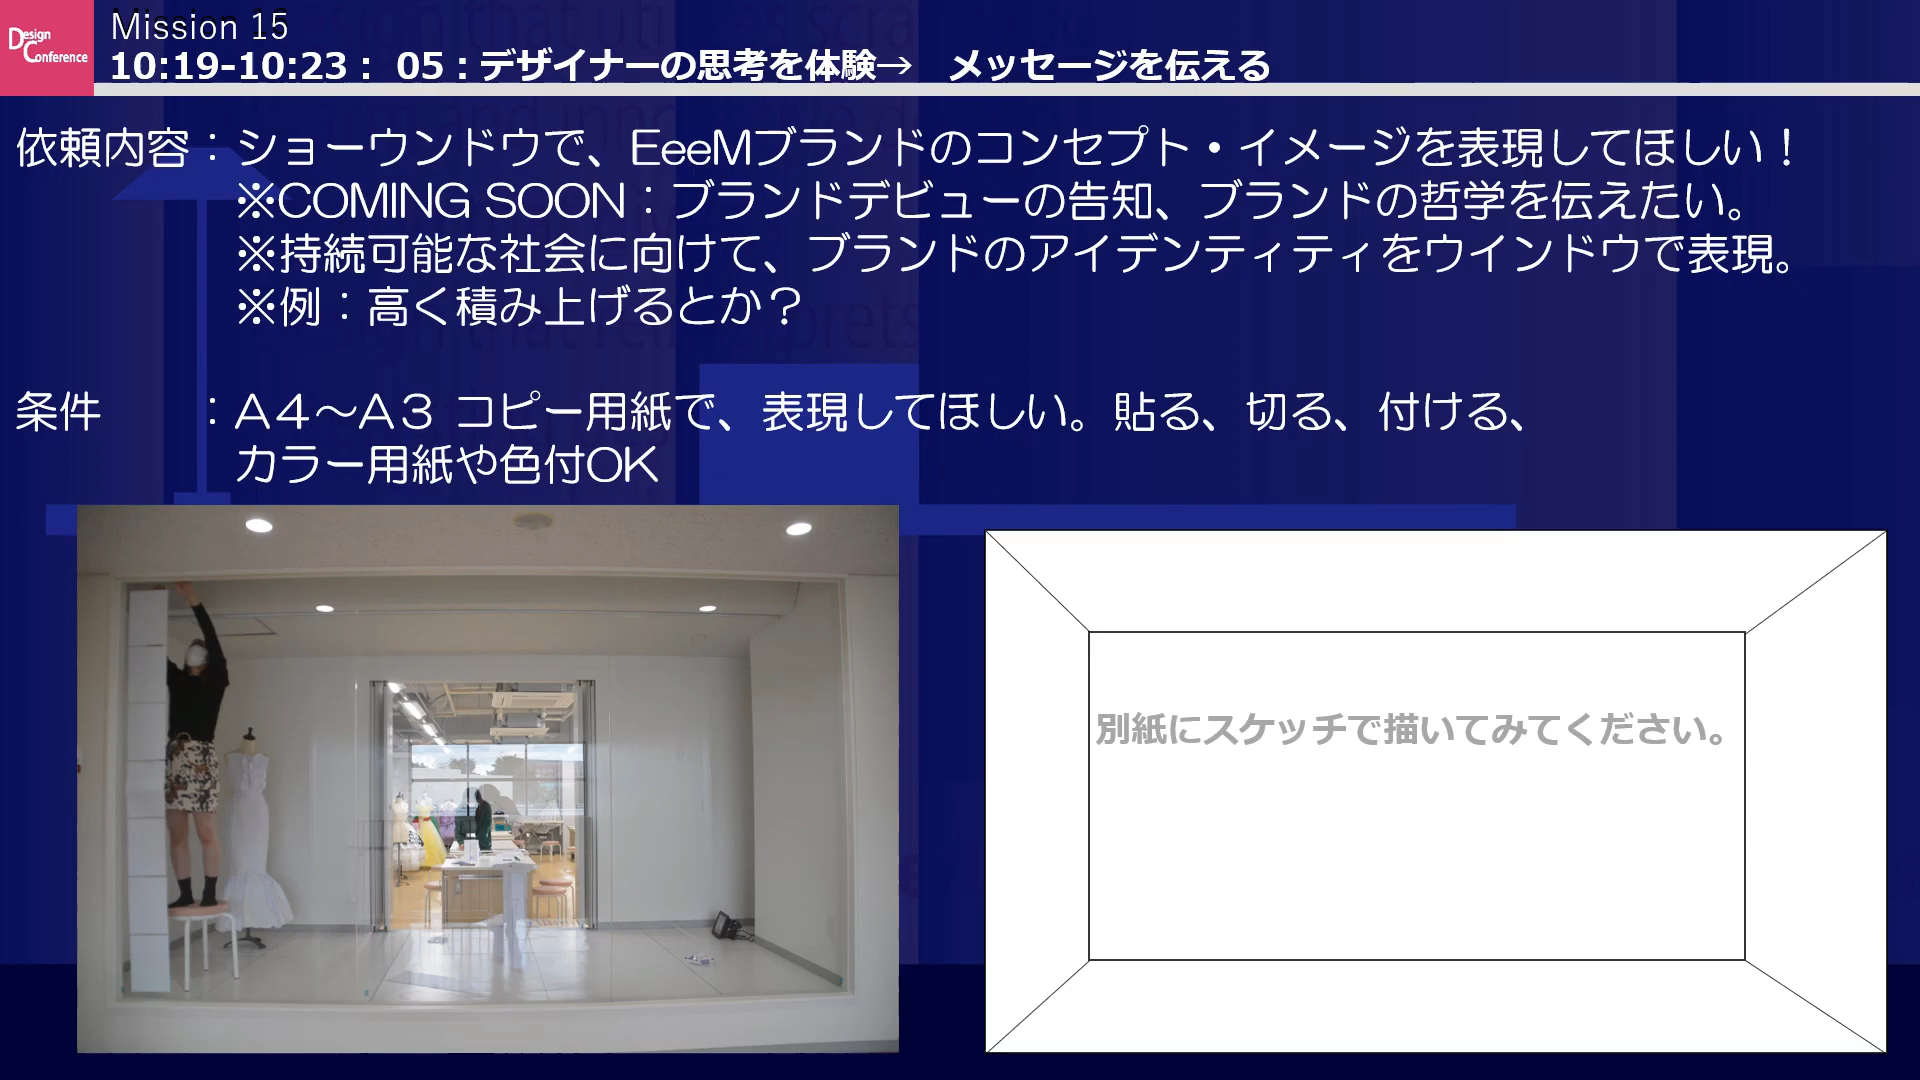 Design
Conference
Mission 15
10:19-10:23： 05：デザイナーの思考を体験→　メッセージを伝える
依頼内容：ショーウンドウで、EeeMブランドのコンセプト・イメージを表現してほしい！
※COMING SOON：ブランドデビューの告知、ブランドの哲学を伝えたい。
※持続可能な社会に向けて、ブランドのアイデンティティをウインドウで表現。
※例：高く積み上げるとか？
条件　　：A４～A３ コピー用紙で、表現してほしい。貼る、切る、付ける、
カラー用紙や色付OK
別紙にスケッチで描いてみてください。